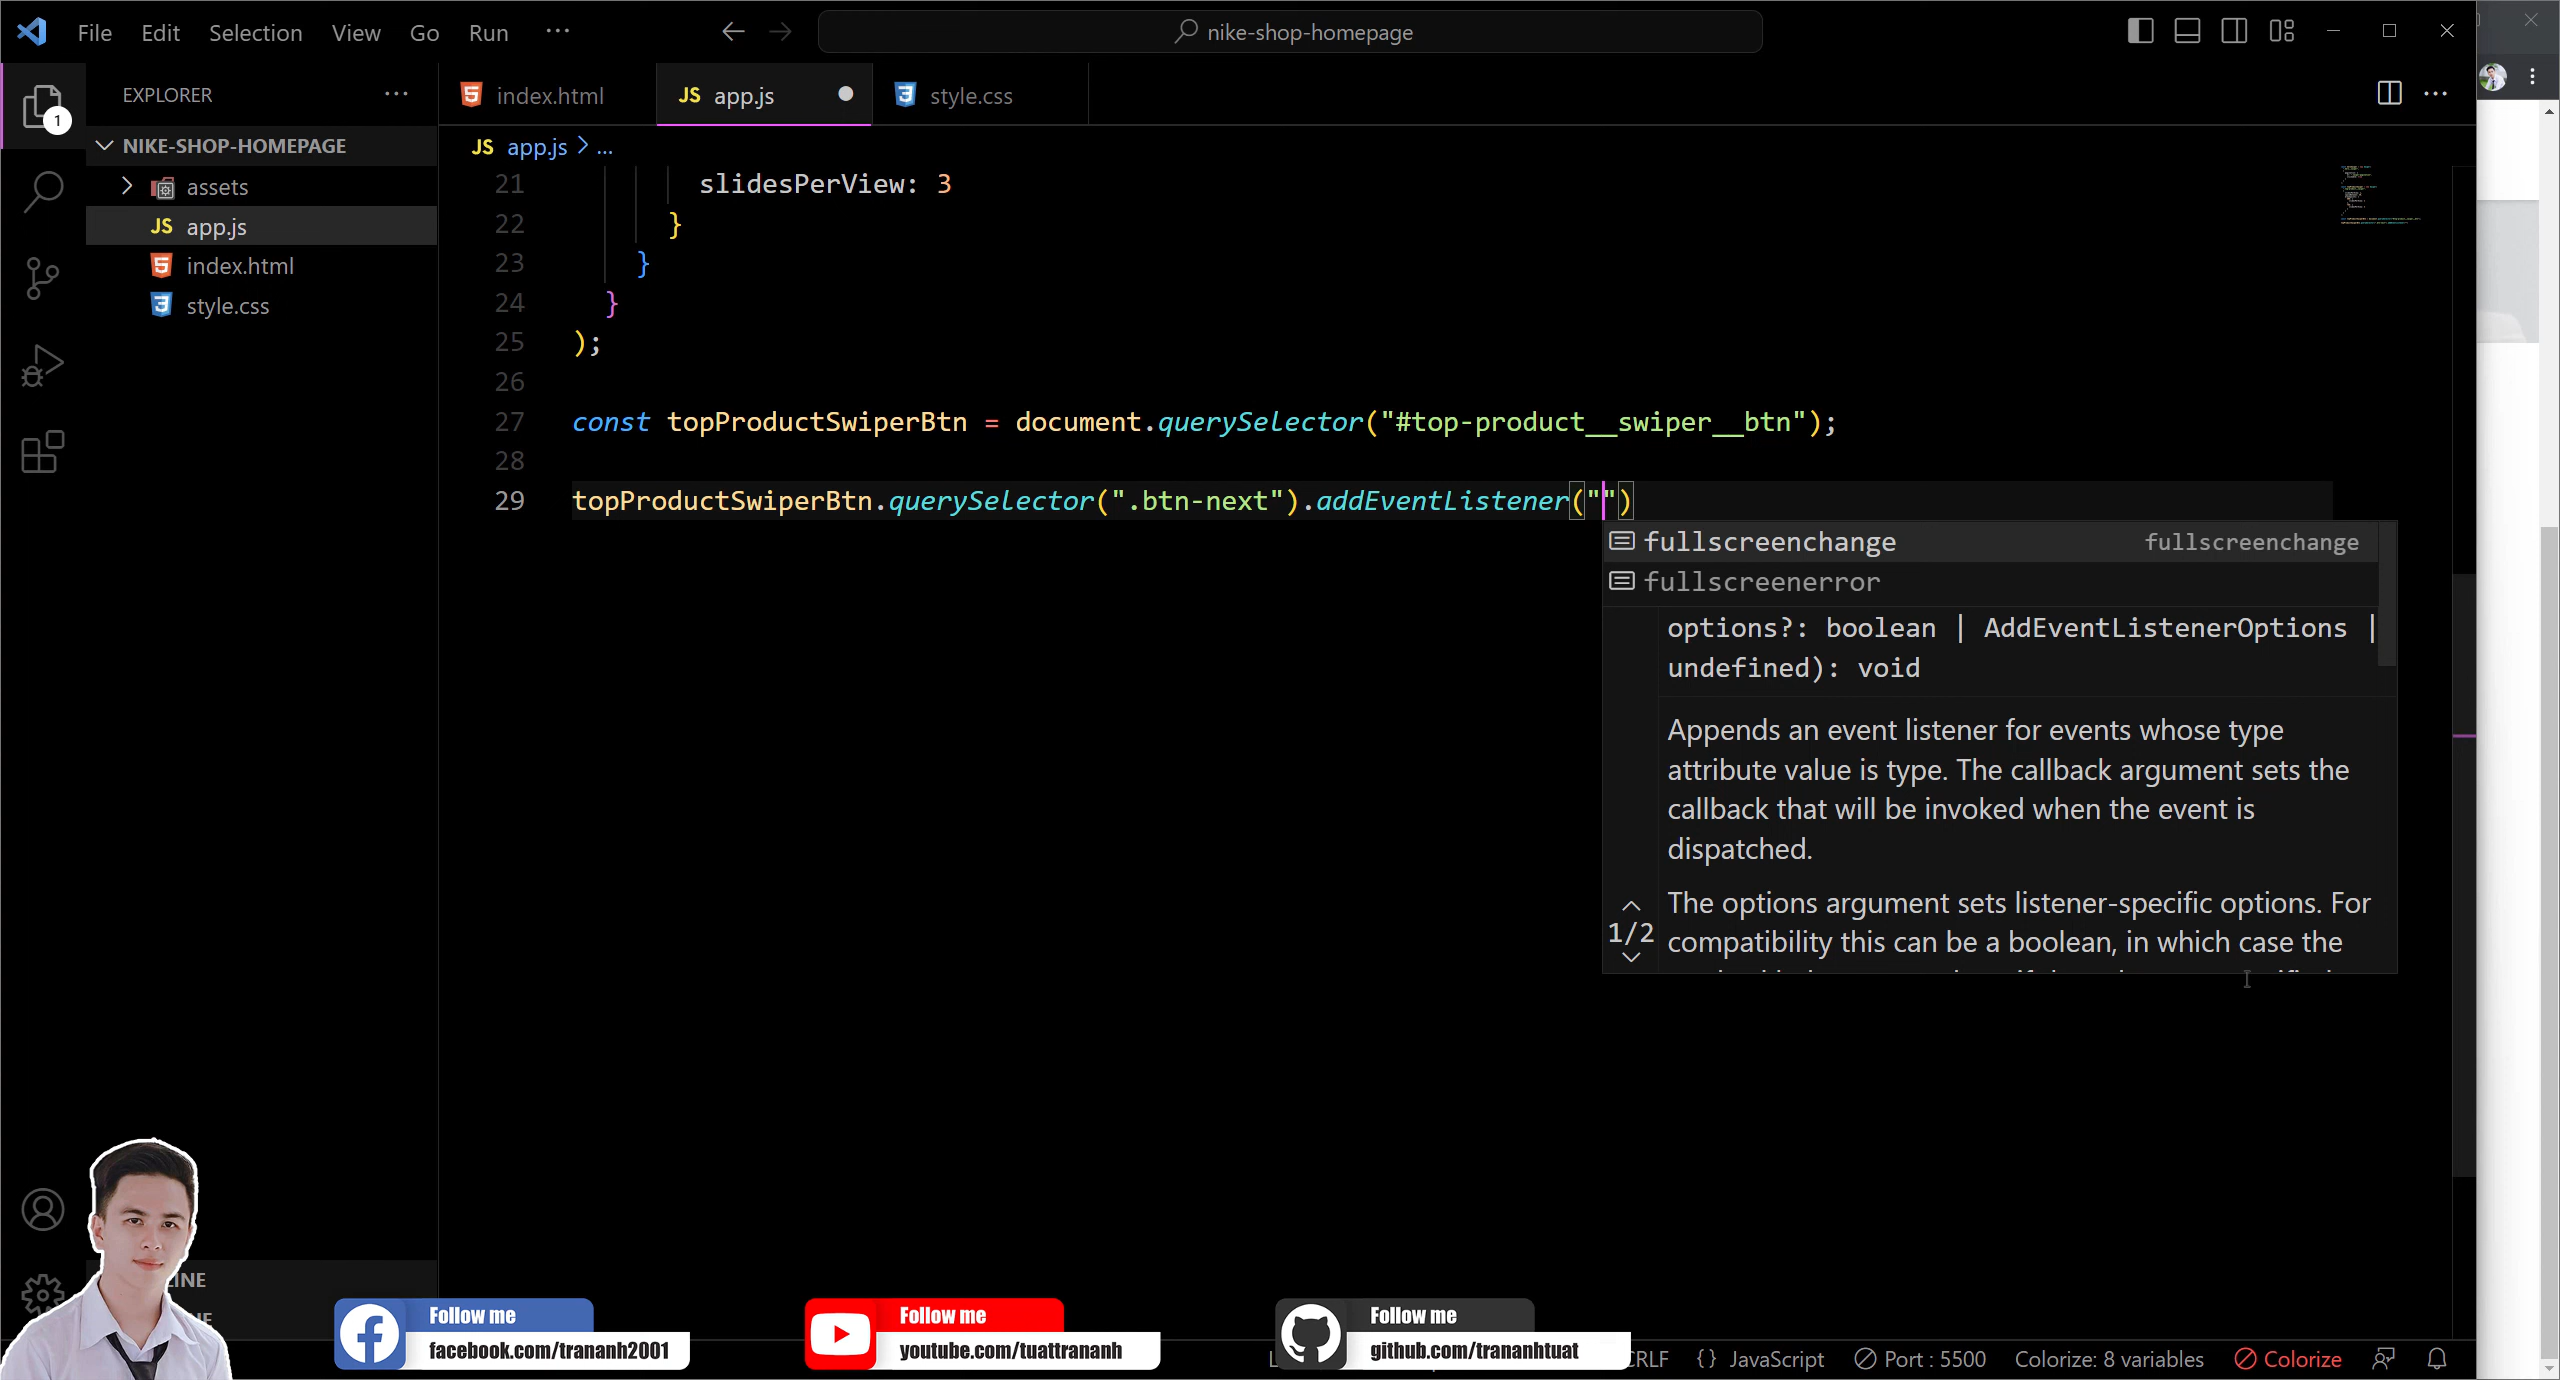 File Edit Selection View Go Run ...
nike-shop-homepage
EXPLORER ...
1
NIKE-SHOP-HOMEPAGE
assets
JS app.js
index.html
style.css
index.html
JS app.js
style.css
JS app.js > ...
21 slidesPerView: 3
22 }
23 }
24 }
25 );
26
27 const topProductSwiperBtn = document.querySelector("#top-product__swiper__btn");
28
29 topProductSwiperBtn.querySelector(".btn-next").addEventListener("")
fullscreenchange fullscreenchange
fullscreenerror
options?: boolean | AddEventListenerOptions |
undefined): void
Appends an event listener for events whose type
attribute value is type. The callback argument sets the
callback that will be invoked when the event is
dispatched.
The options argument sets listener-specific options. For
1/2
compatibility this can be a boolean, in which case the
Follow me
facebook.com/trananh2001
Follow me
youtube.com/tuattrananh
Follow me
github.com/trananhtuat
CRLF {} JavaScript Port : 5500 Colorize: 8 variables Colorize